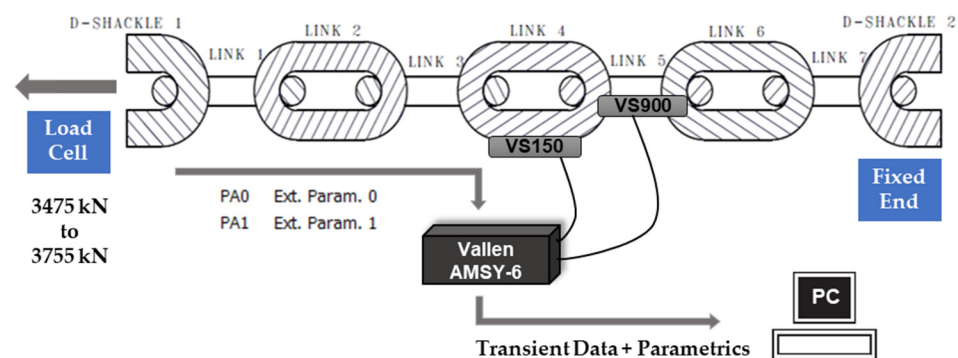 D-SHACKLE 1
LINK 1
LINK 2
LINK 3
LINK 4
LINK 5
LINK 6
LINK 7
D-SHACKLE 2
VS900
VS150
Load
Cell
3475 kN
to
3755 kN
PA0 Ext. Param. 0
PA1 Ext. Param. 1
Vallen
AMSY-6
Fixed
End
PC
Transient Data + Parametrics